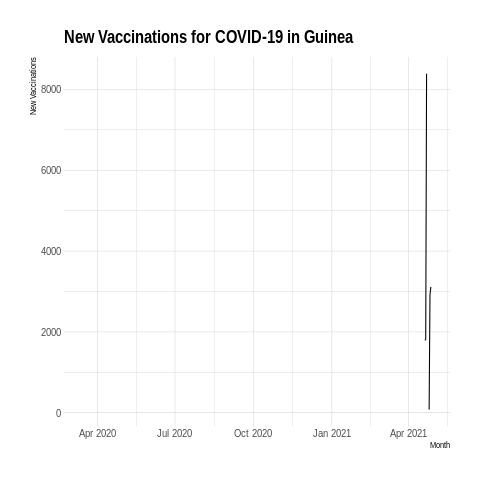 New Vaccinations for COVID-19 in Guinea
New Vaccinations
8000
6000
4000
2000
0
Apr 2020 Jul 2020 Oct 2020 Jan 2021 Apr 2021
Month